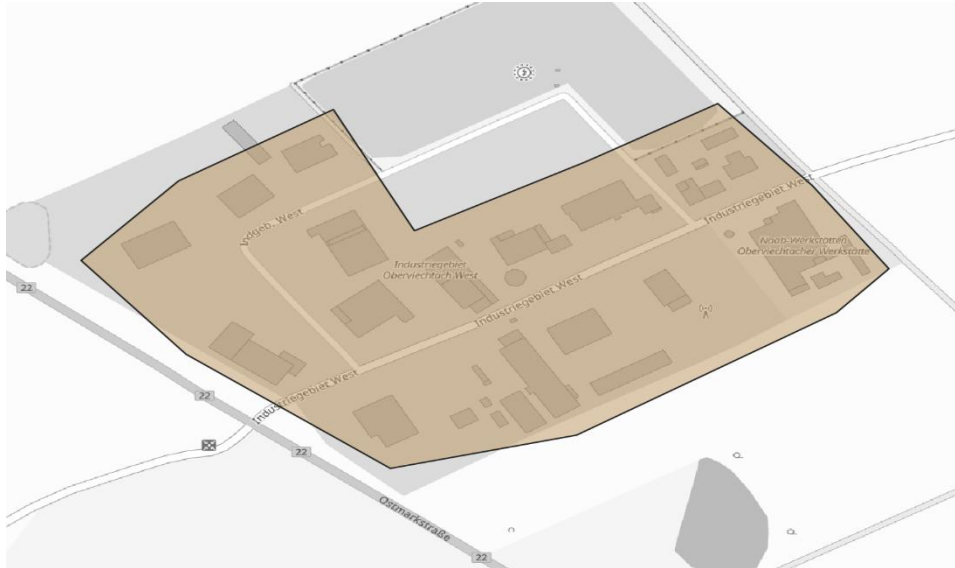 Industriegebiet West
Indgeb. West
Naab-Werkstätten
Oberviechtacher Werkstätte
Industriegebiet
Oberviechtach West
22
Industriegebiet West
Industriegebiet West
22
22
Ostmarkstraße
22